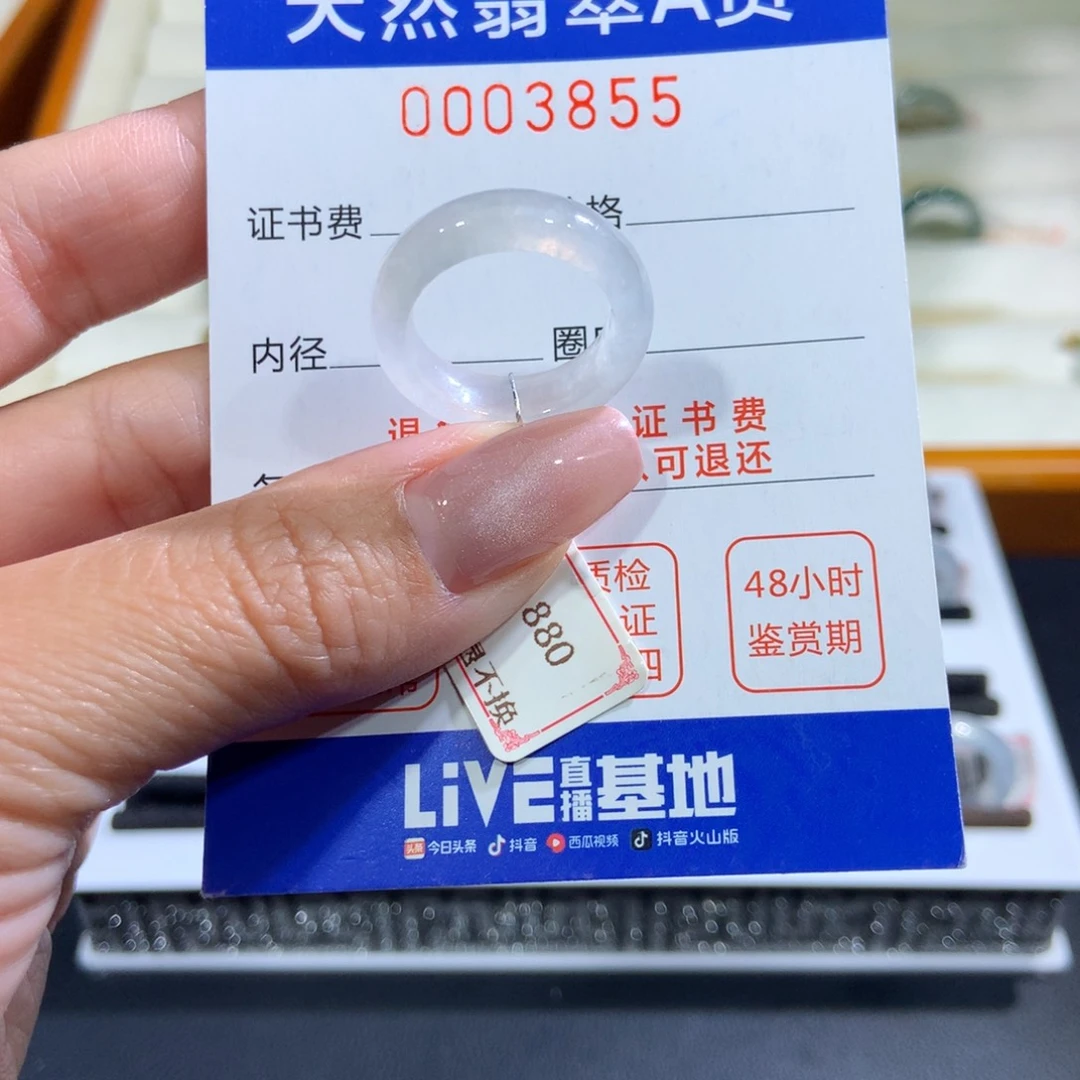 天然翡翠A货
0003855
证书费
格
内径
圈
证书费
可退还
质检
证
48小时
鉴赏期
880
不换
LiVE直播基地
头条 今日头条 抖音 西瓜视频 抖音火山版